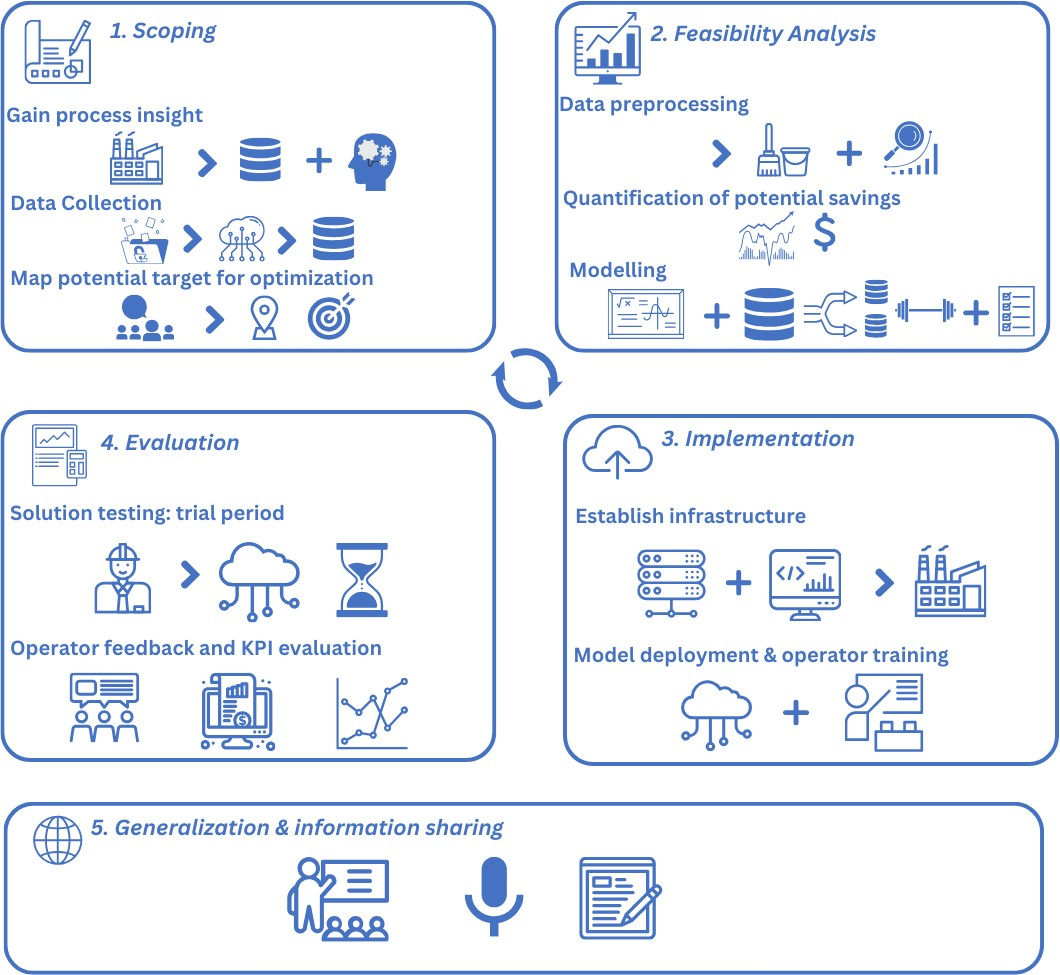 1. Scoping
Gain process insight
Data Collection
Map potential target for optimization
2. Feasibility Analysis
Data preprocessing
Quantification of potential savings
$
Modelling
4. Evaluation
Solution testing: trial period
Operator feedback and KPI evaluation
3. Implementation
Establish infrastructure
</>
Model deployment & operator training
5. Generalization & information sharing